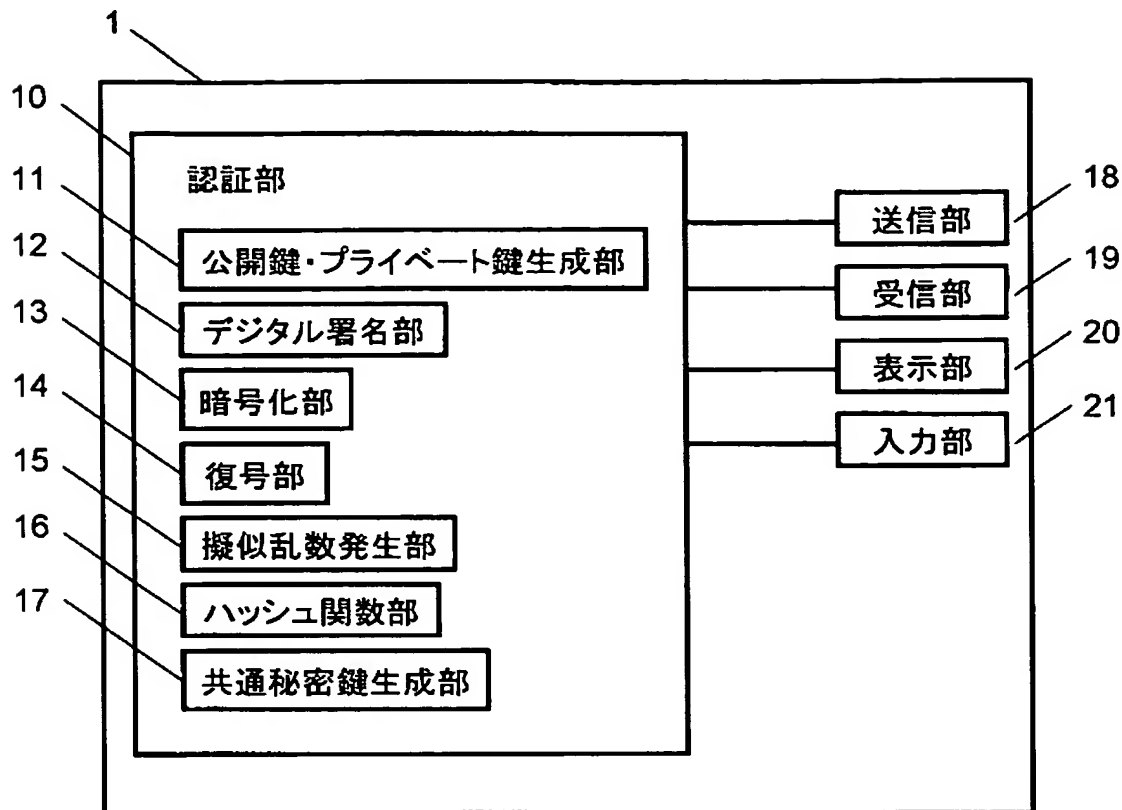 1
10
認証部
11
公開鍵・プライベート鍵生成部
12
デジタル署名部
13
暗号化部
14
復号部
15
擬似乱数発生部
16
ハッシュ関数部
17
共通秘密鍵生成部
送信部
18
受信部
19
表示部
20
入力部
21